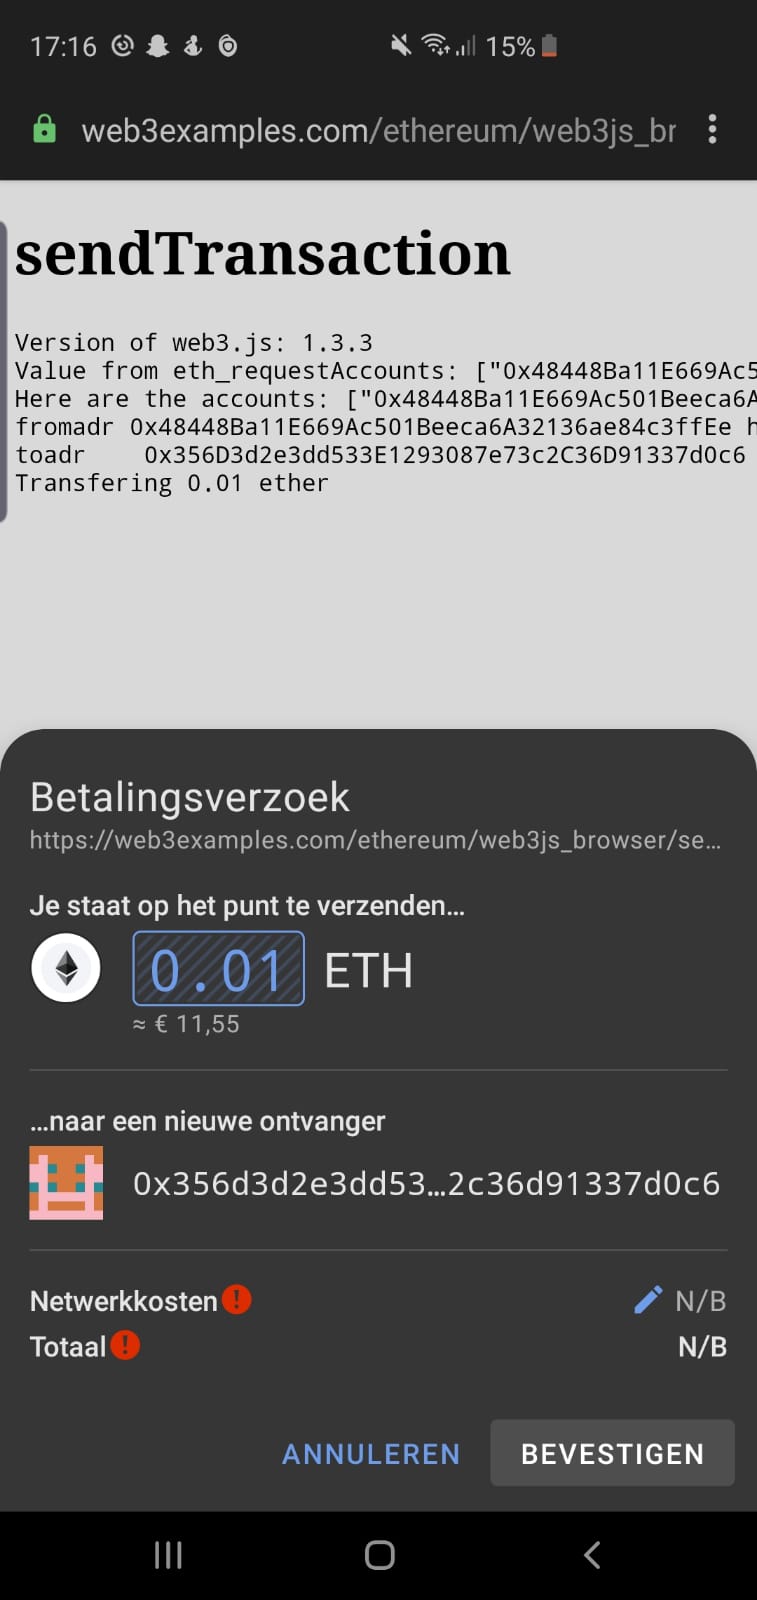 17:16 15%
web3examples.com/ethereum/web3js_br
sendTransaction
Version of web3.js: 1.3.3
Value from eth_requestAccounts: ["0x48448Ba11E669Ac5
Here are the accounts: ["0x48448Ba11E669Ac501Beeca6A
fromadr 0x48448Ba11E669Ac501Beeca6A32136ae84c3ffEe h
toadr    0x356D3d2e3dd533E1293087e73c2C36D91337d0c6
Transfering 0.01 ether
Betalingsverzoek
https://web3examples.com/ethereum/web3js_browser/se...
Je staat op het punt te verzenden...
0.01 ETH
≈ € 11,55
...naar een nieuwe ontvanger
0x356d3d2e3dd53...2c36d91337d0c6
Netwerkkosten N/B
Totaal N/B
ANNULEREN BEVESTIGEN